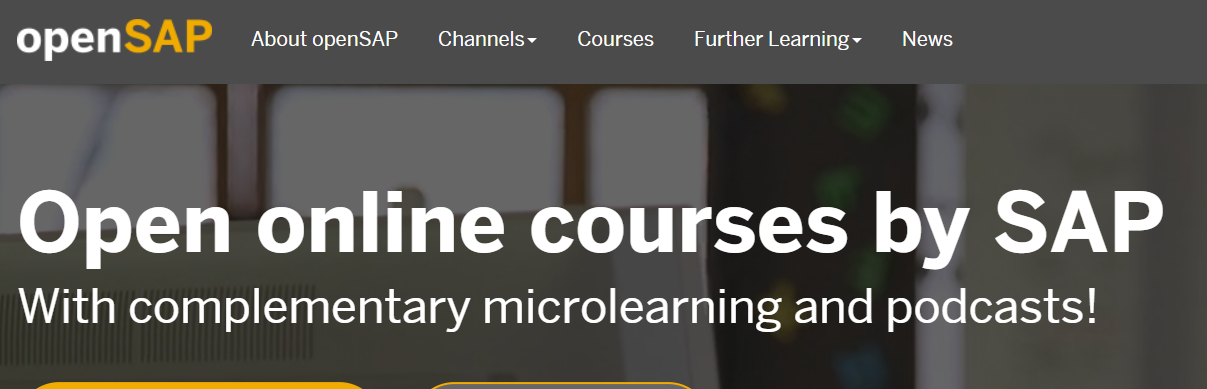 openSAP About openSAP Channels Courses Further Learning News
Open online courses by SAP
With complementary microlearning and podcasts!